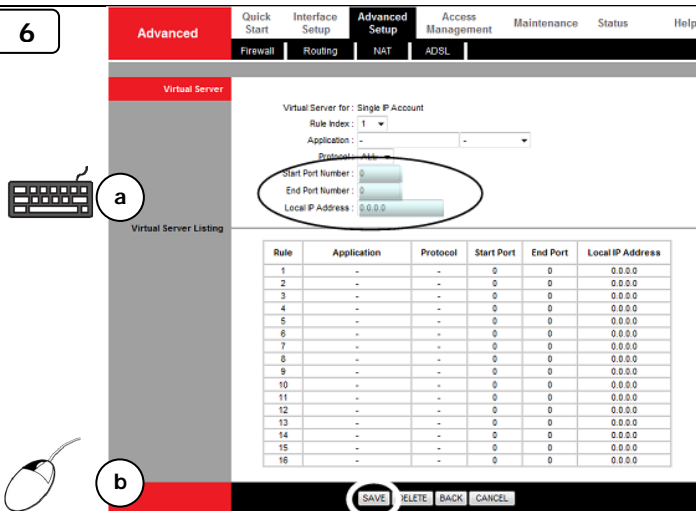 6
Advanced
Quick Start
Interface Setup
Advanced Setup
Access Management
Maintenance
Status
Help
Firewall Routing NAT ADSL
Virtual Server
Virtual Server for : Single IP Account
Rule Index : 1
Application : - -
Protocol : ALL
Start Port Number : 0
End Port Number : 0
Local IP Address : 0.0.0.0
a
Virtual Server Listing
Rule Application Protocol Start Port End Port Local IP Address
1 - - 0 0 0.0.0.0
2 - - 0 0 0.0.0.0
3 - - 0 0 0.0.0.0
4 - - 0 0 0.0.0.0
5 - - 0 0 0.0.0.0
6 - - 0 0 0.0.0.0
7 - - 0 0 0.0.0.0
8 - - 0 0 0.0.0.0
9 - - 0 0 0.0.0.0
10 - - 0 0 0.0.0.0
11 - - 0 0 0.0.0.0
12 - - 0 0 0.0.0.0
13 - - 0 0 0.0.0.0
14 - - 0 0 0.0.0.0
15 - - 0 0 0.0.0.0
16 - - 0 0 0.0.0.0
b
SAVE DELETE BACK CANCEL